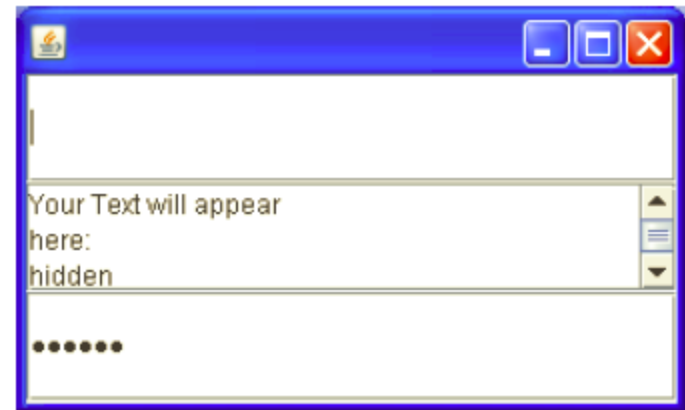 Your Text will appear
here:
hidden
••••••